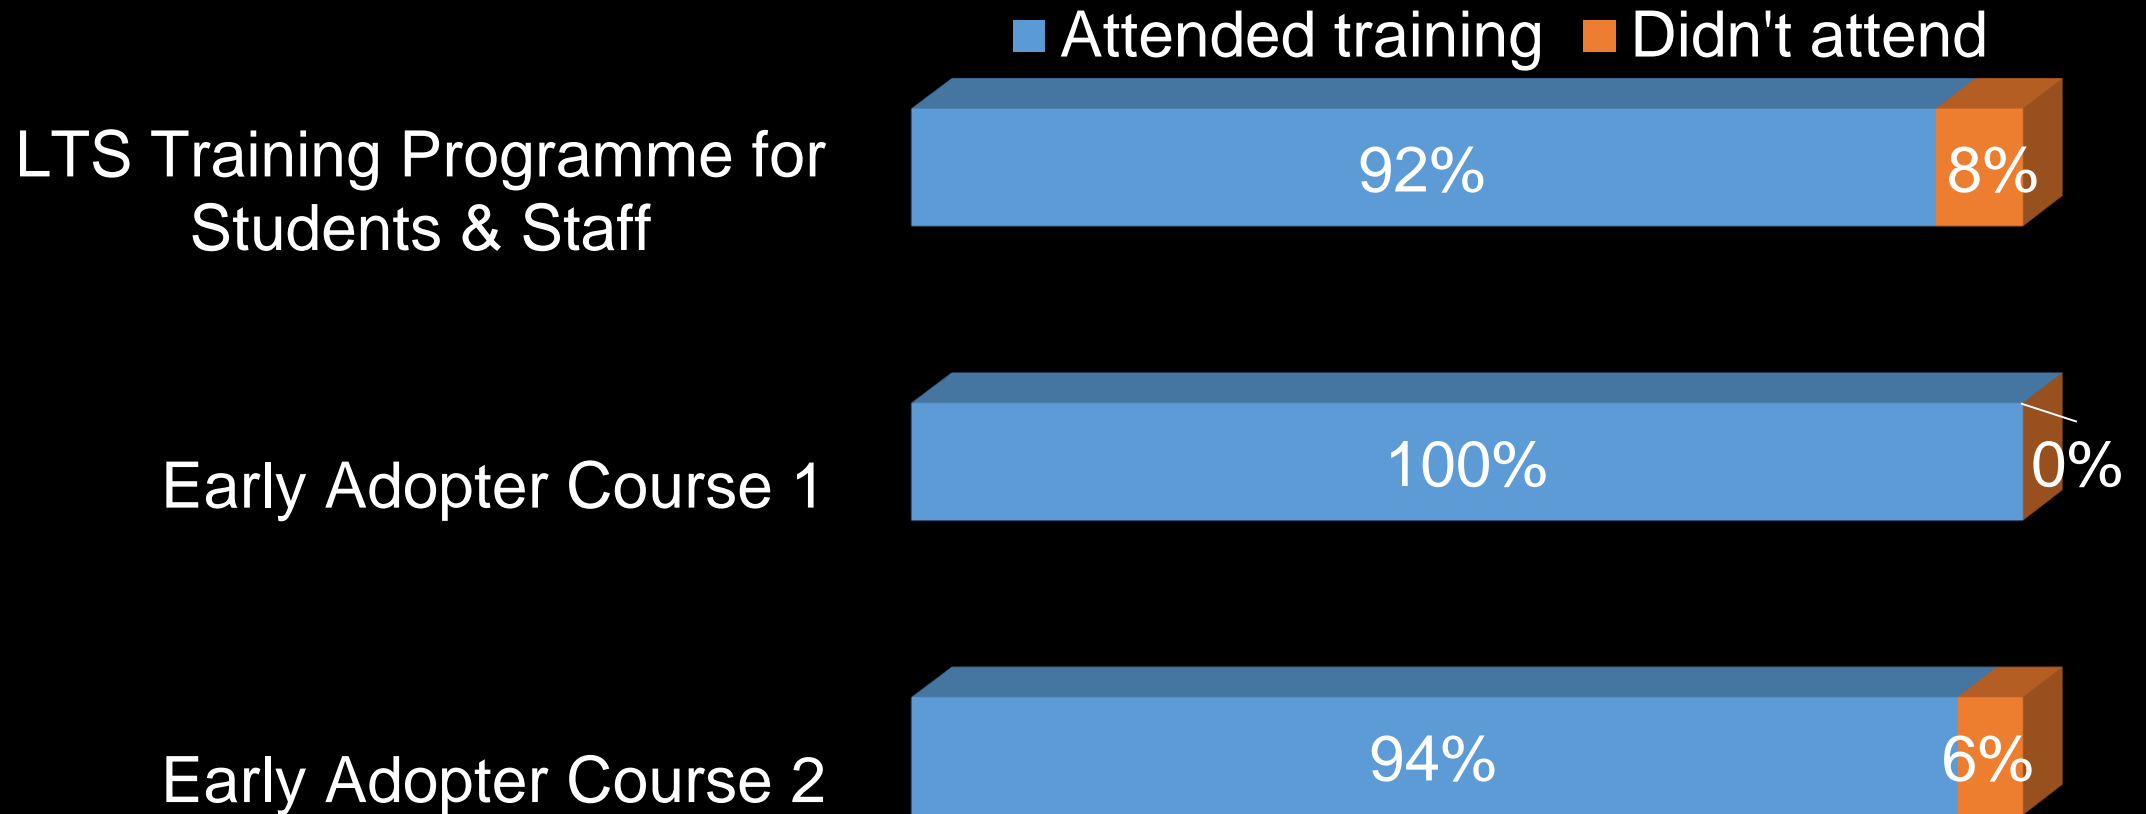 Attended training Didn't attend
LTS Training Programme for
Students & Staff
92% 8%
Early Adopter Course 1
100% 0%
Early Adopter Course 2
94% 6%